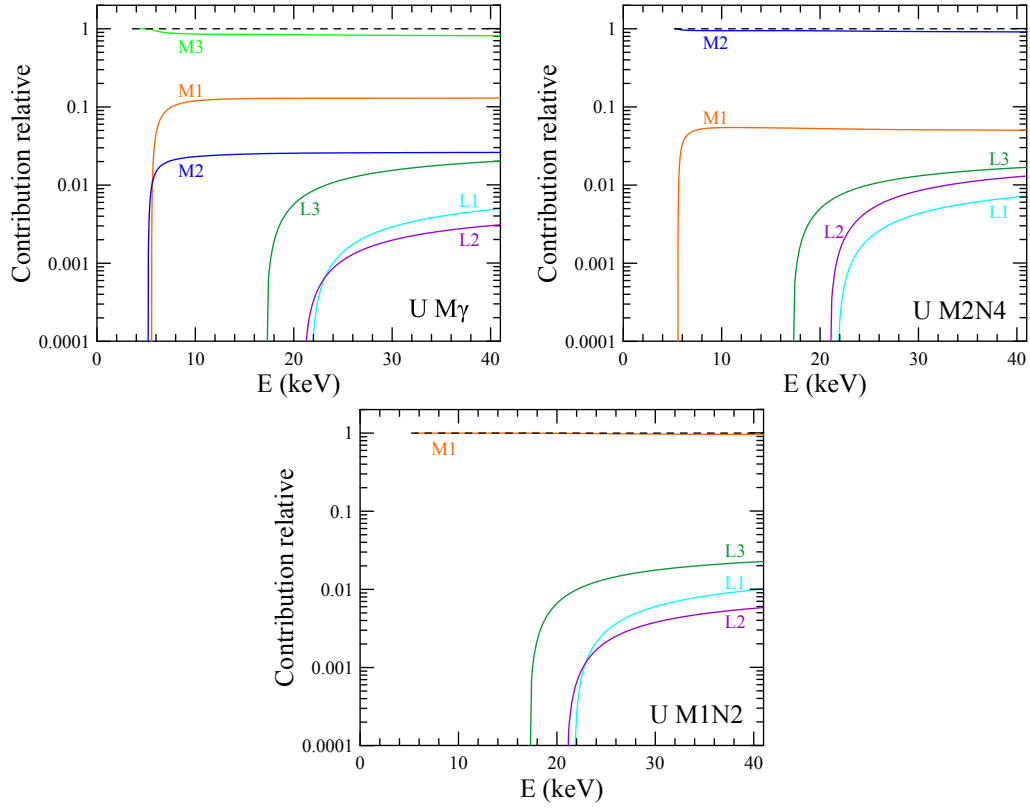 Contribution relative
1
0.1
0.01
0.001
0.0001
M3
M1
M2
L3
L1
L2
U Mγ
0 10 20 30 40
E (keV)
Contribution relative
1
0.1
0.01
0.001
0.0001
M2
M1
L3
L2
L1
U M2N4
0 10 20 30 40
E (keV)
Contribution relative
1
0.1
0.01
0.001
0.0001
M1
L3
L1
L2
U M1N2
0 10 20 30 40
E (keV)